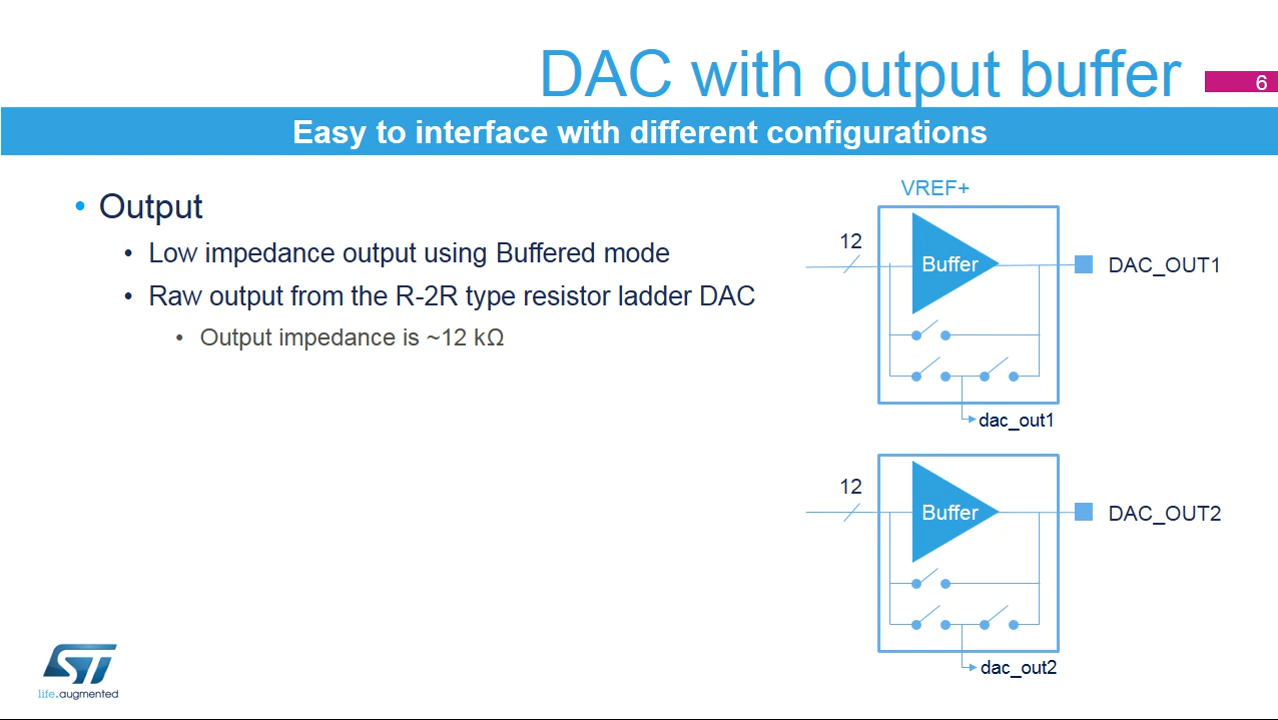 DAC with output buffer
6
Easy to interface with different configurations
• Output
• Low impedance output using Buffered mode
• Raw output from the R-2R type resistor ladder DAC
• Output impedance is ~12 kΩ
VREF+
12
Buffer
DAC_OUT1
dac_out1
12
Buffer
DAC_OUT2
dac_out2
ST
life.augmented